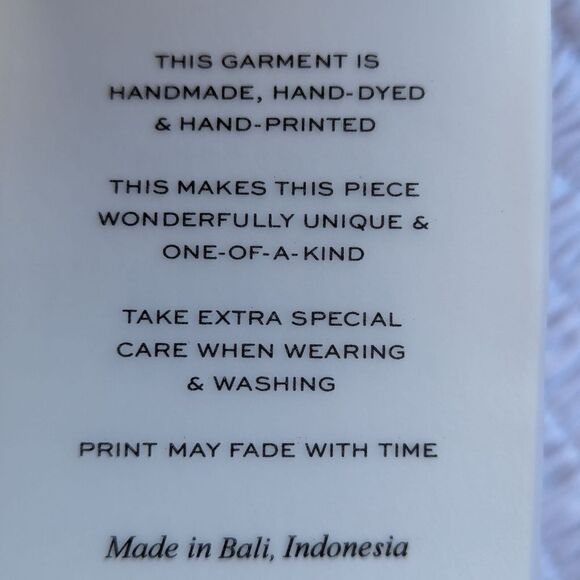 THIS GARMENT IS
HANDMADE, HAND-DYED
& HAND-PRINTED
THIS MAKES THIS PIECE
WONDERFULLY UNIQUE &
ONE-OF-A-KIND
TAKE EXTRA SPECIAL
CARE WHEN WEARING
& WASHING
PRINT MAY FADE WITH TIME
Made in Bali, Indonesia